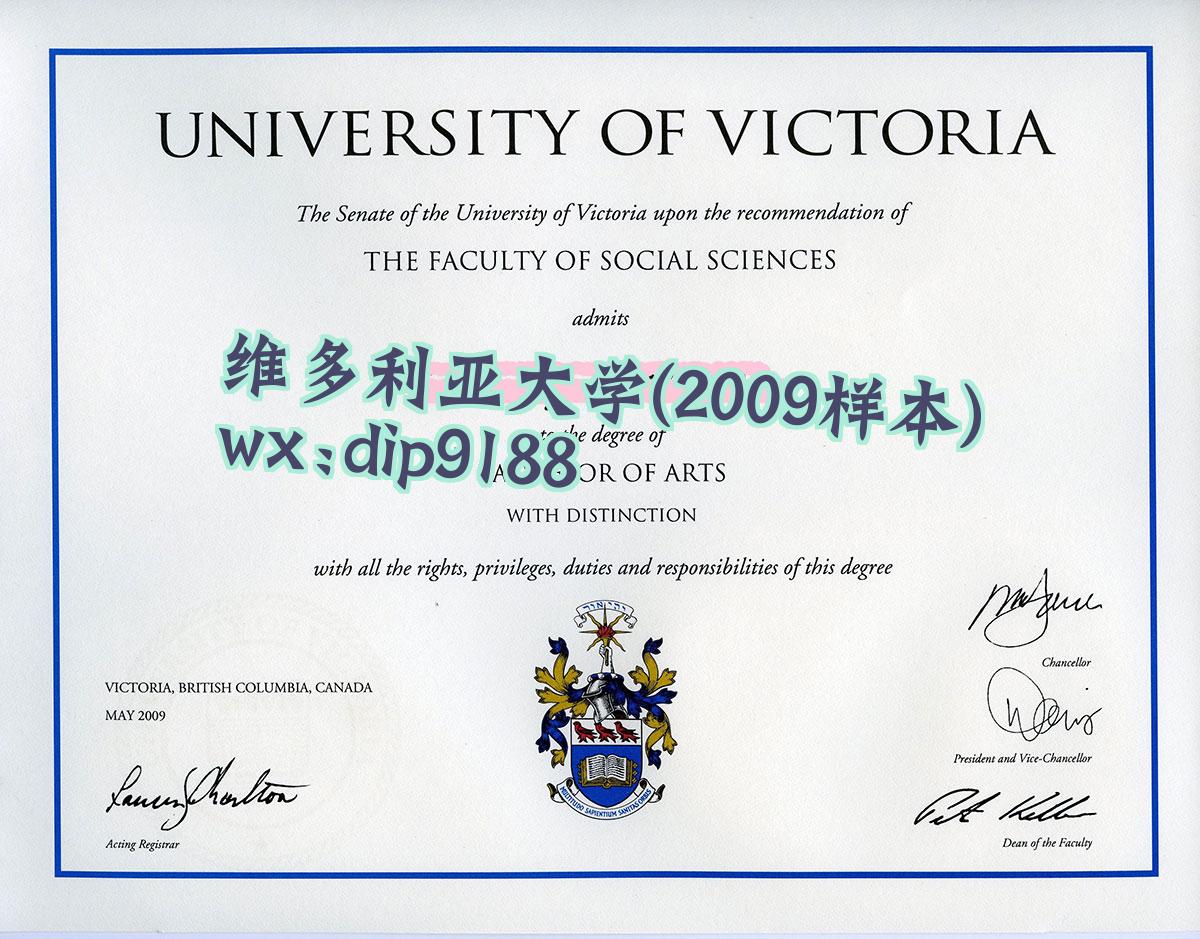 UNIVERSITY OF VICTORIA
The Senate of the University of Victoria upon the recommendation of
THE FACULTY OF SOCIAL SCIENCES
admits
维多利亚大学(2009样本)
wx:dip9188
to the degree of
OR OF ARTS
WITH DISTINCTION
with all the rights, privileges, duties and responsibilities of this degree
Chancellor
VICTORIA, BRITISH COLUMBIA, CANADA
MAY 2009
President and Vice-Chancellor
MULTITUDO SAPIENTIUM SANITAS ORBIS
Acting Registrar
Dean of the Faculty